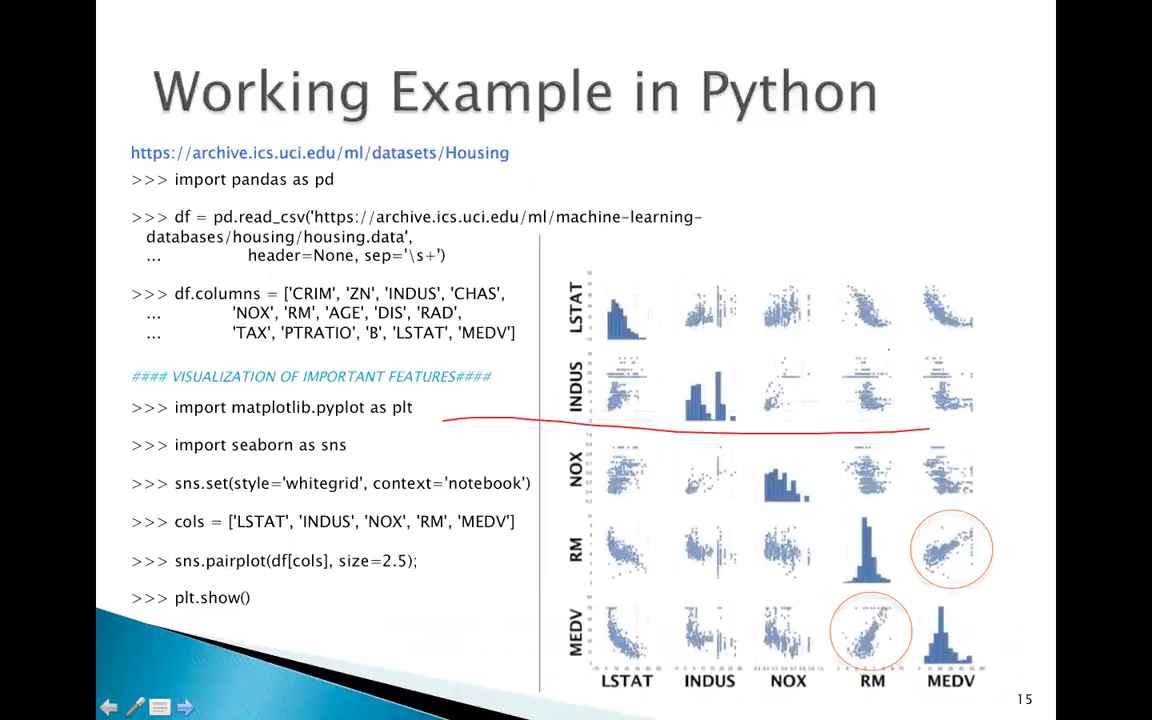 Working Example in Python
https://archive.ics.uci.edu/ml/datasets/Housing
>>> import pandas as pd
>>> df = pd.read_csv('https://archive.ics.uci.edu/ml/machine-learning-
databases/housing/housing.data',
... header=None, sep='\s+')
>>> df.columns = ['CRIM', 'ZN', 'INDUS', 'CHAS',
... 'NOX', 'RM', 'AGE', 'DIS', 'RAD',
... 'TAX', 'PTRATIO', 'B', 'LSTAT', 'MEDV']
#### VISUALIZATION OF IMPORTANT FEATURES####
>>> import matplotlib.pyplot as plt
>>> import seaborn as sns
>>> sns.set(style='whitegrid', context='notebook')
>>> cols = ['LSTAT', 'INDUS', 'NOX', 'RM', 'MEDV']
>>> sns.pairplot(df[cols], size=2.5);
>>> plt.show()
LSTAT
INDUS
NOX
RM
MEDV
LSTAT INDUS NOX RM MEDV
15